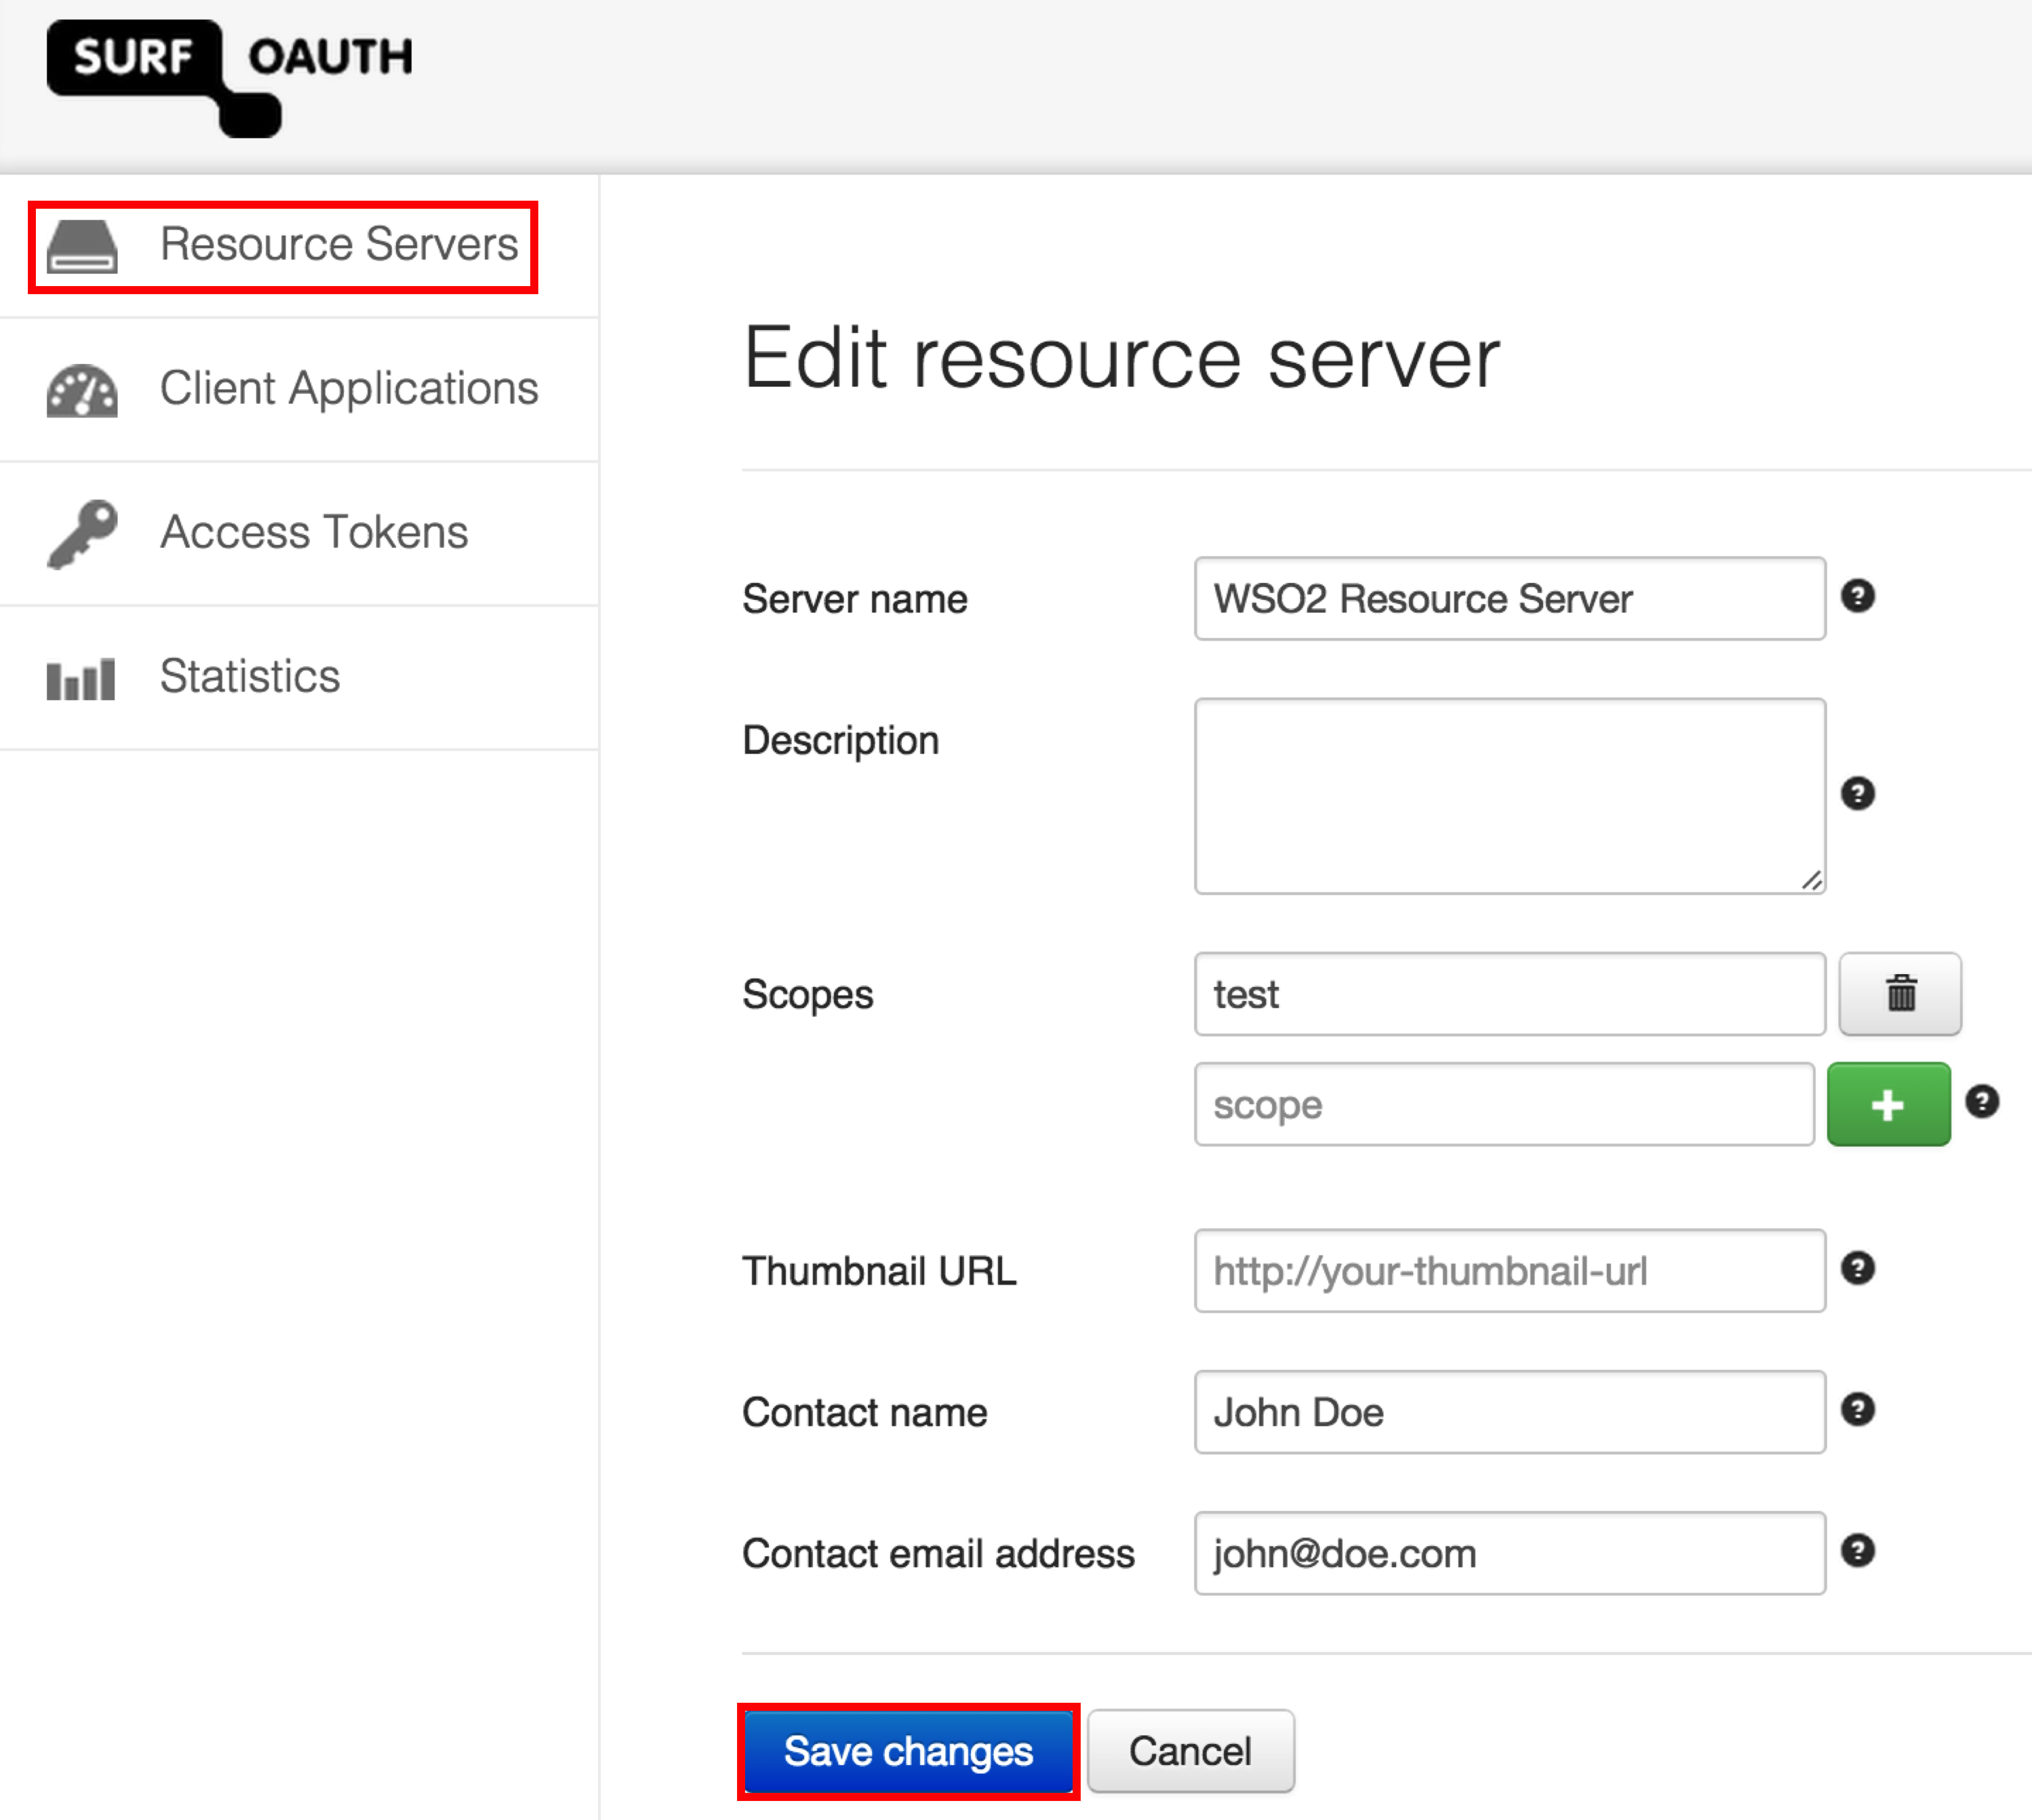 SURF OAUTH
Resource Servers
Client Applications
Access Tokens
Statistics
Edit resource server
Server name
WSO2 Resource Server
Description
Scopes
test
scope
Thumbnail URL
http://your-thumbnail-url
Contact name
John Doe
Contact email address
john@doe.com
Save changes
Cancel